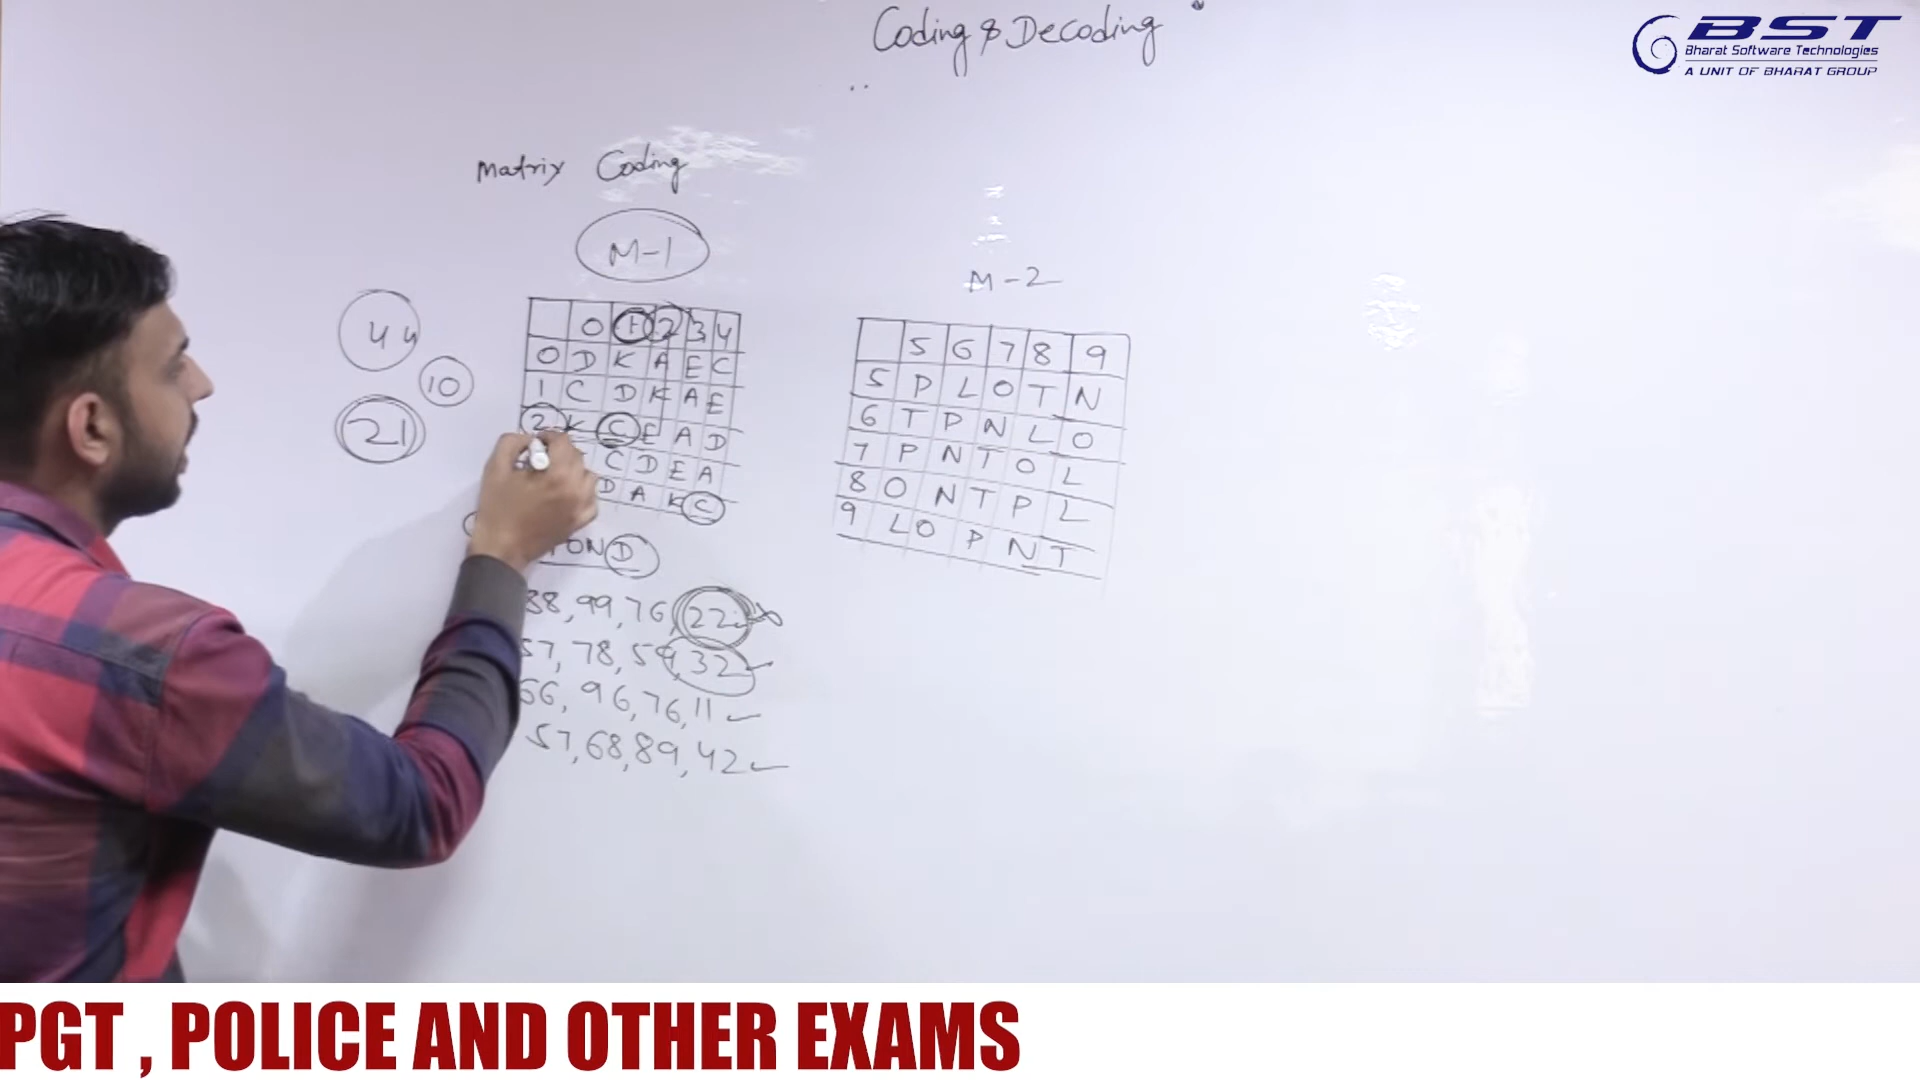 Coding & Decoding
BST
Bharat Software Technologies
A UNIT OF BHARAT GROUP
Matrix Coding
M-1
M-2
44
10
21
0 1 2 3 4
0 D K A E C
1 C D K A E
2 K C E A D
C D E A
D A K C
5 6 7 8 9
5 P L O T N
6 T P N L O
7 P N T O L
8 O N T P L
9 L O P N T
OND
88, 99, 76, 22
57, 78, 59, 32
66, 96, 76, 11
57, 68, 89, 42
PGT , POLICE AND OTHER EXAMS